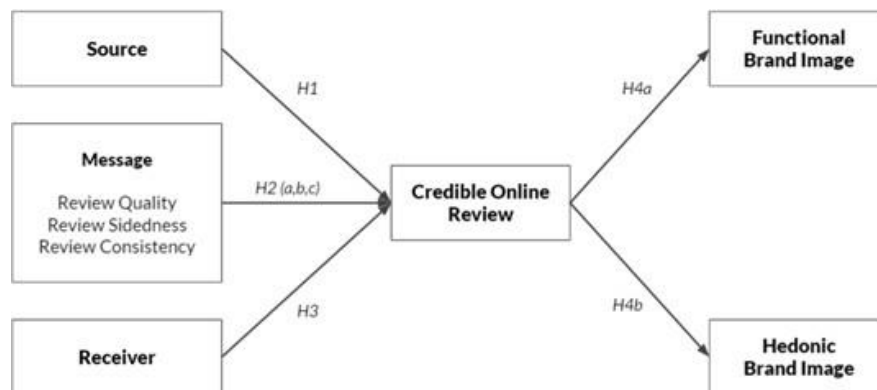 Source
H1
Message
Review Quality
Review Sidedness
Review Consistency
H2 (a,b,c)
Receiver
H3
Credible Online
Review
H4a
Functional
Brand Image
H4b
Hedonic
Brand Image